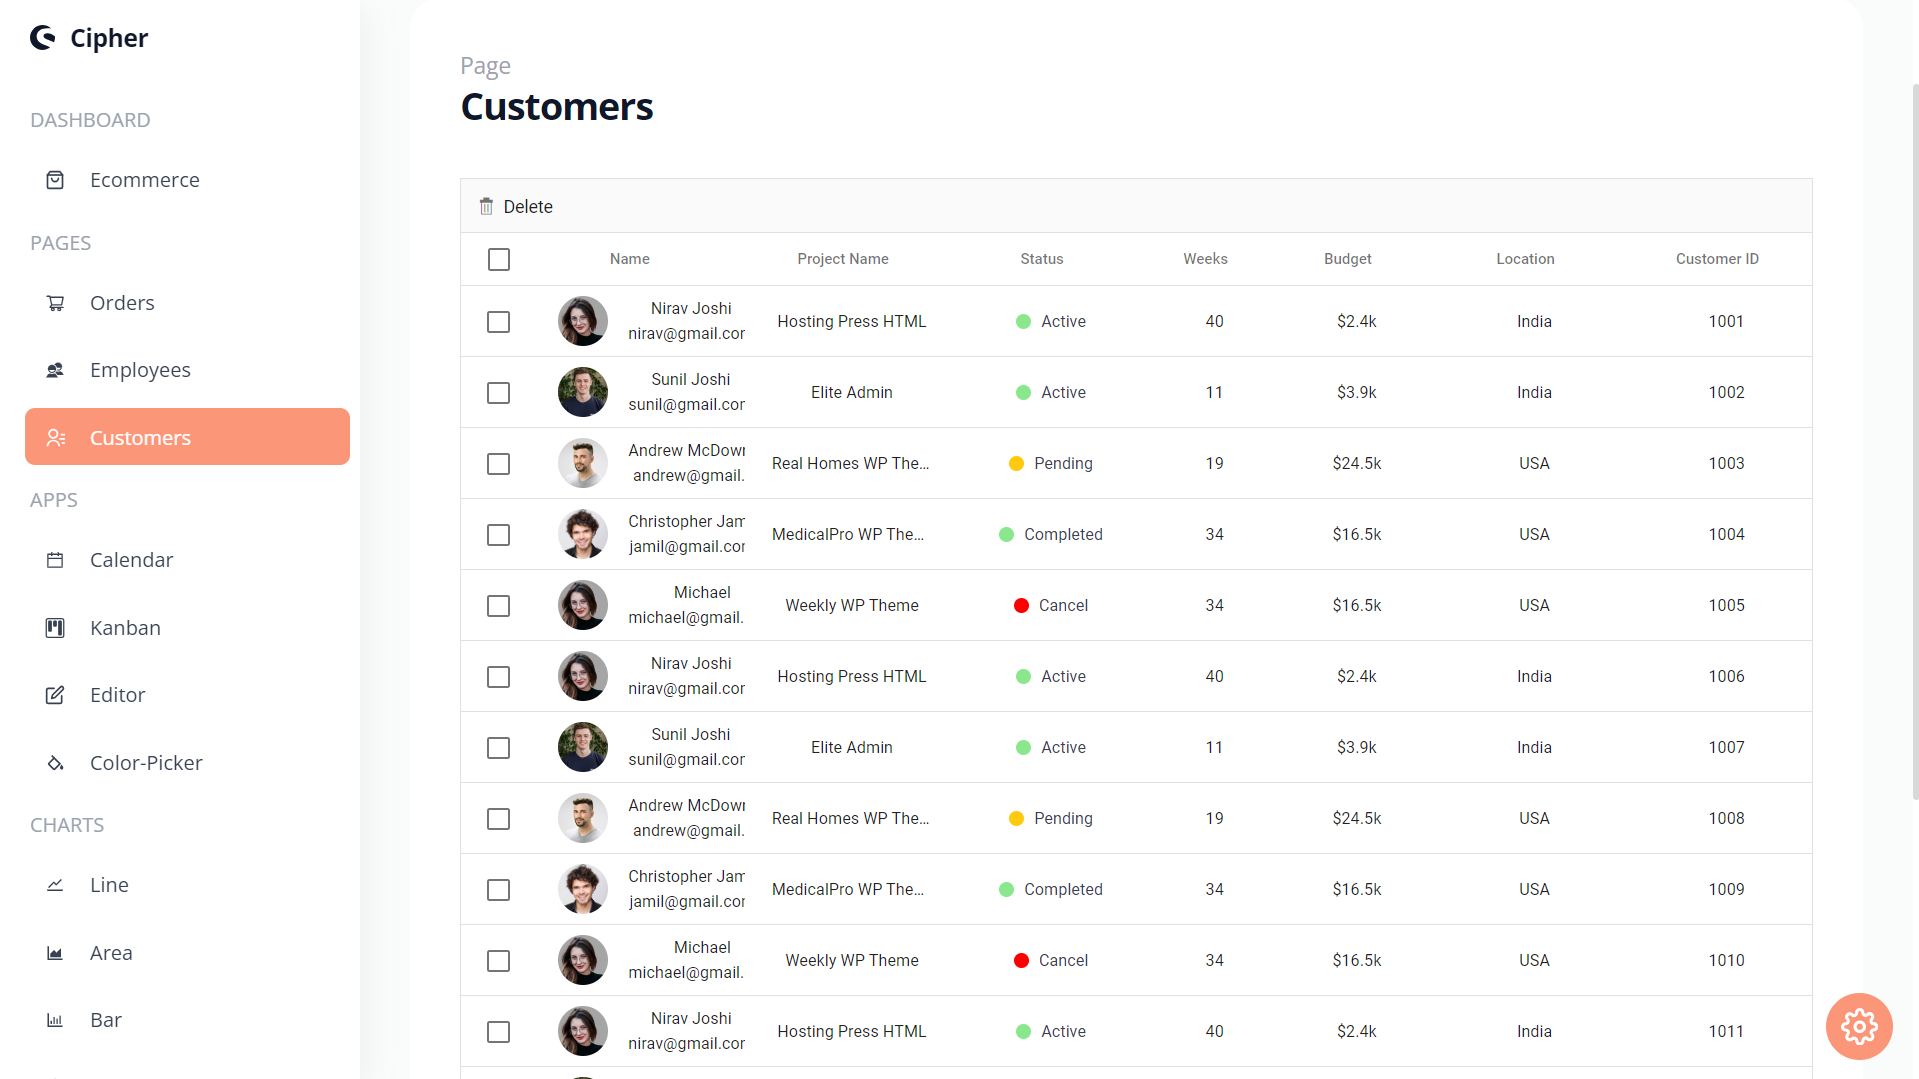 Cipher
DASHBOARD
Ecommerce
PAGES
Orders
Employees
Customers
APPS
Calendar
Kanban
Editor
Color-Picker
CHARTS
Line
Area
Bar
Page
Customers
Delete
Name Project Name Status Weeks Budget Location Customer ID
Nirav Joshi
nirav@gmail.cor Hosting Press HTML Active 40 $2.4k India 1001
Sunil Joshi
sunil@gmail.cor Elite Admin Active 11 $3.9k India 1002
Andrew McDowr
andrew@gmail. Real Homes WP The... Pending 19 $24.5k USA 1003
Christopher Jam
jamil@gmail.cor MedicalPro WP The... Completed 34 $16.5k USA 1004
Michael
michael@gmail. Weekly WP Theme Cancel 34 $16.5k USA 1005
Nirav Joshi
nirav@gmail.cor Hosting Press HTML Active 40 $2.4k India 1006
Sunil Joshi
sunil@gmail.cor Elite Admin Active 11 $3.9k India 1007
Andrew McDowr
andrew@gmail. Real Homes WP The... Pending 19 $24.5k USA 1008
Christopher Jam
jamil@gmail.cor MedicalPro WP The... Completed 34 $16.5k USA 1009
Michael
michael@gmail. Weekly WP Theme Cancel 34 $16.5k USA 1010
Nirav Joshi
nirav@gmail.cor Hosting Press HTML Active 40 $2.4k India 1011